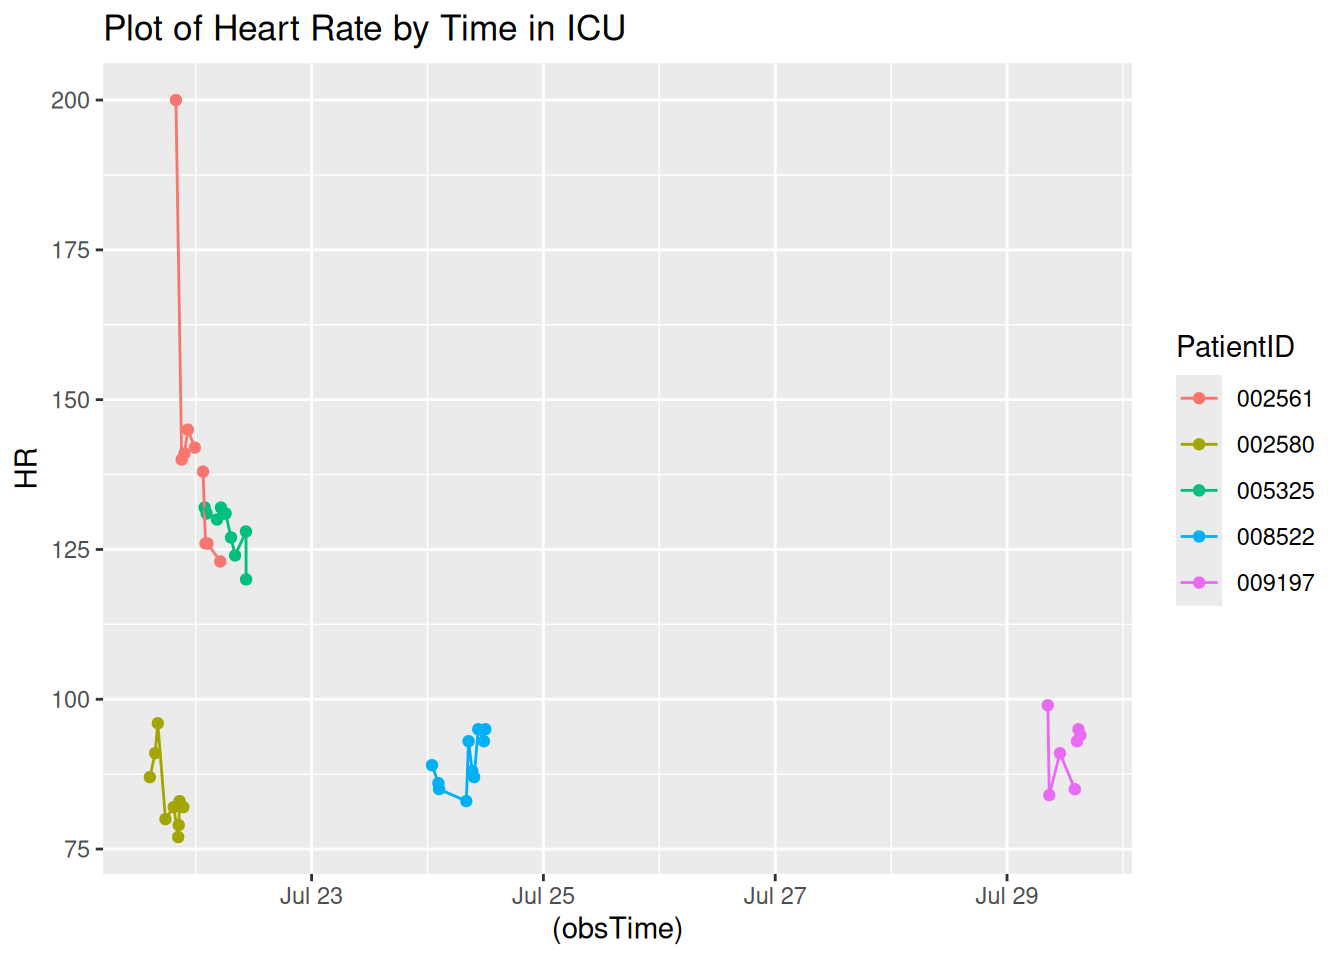 Plot of Heart Rate by Time in ICU
HR
200
175
150
125
100
75
Jul 23 Jul 25 Jul 27 Jul 29
(obsTime)
PatientID
002561
002580
005325
008522
009197